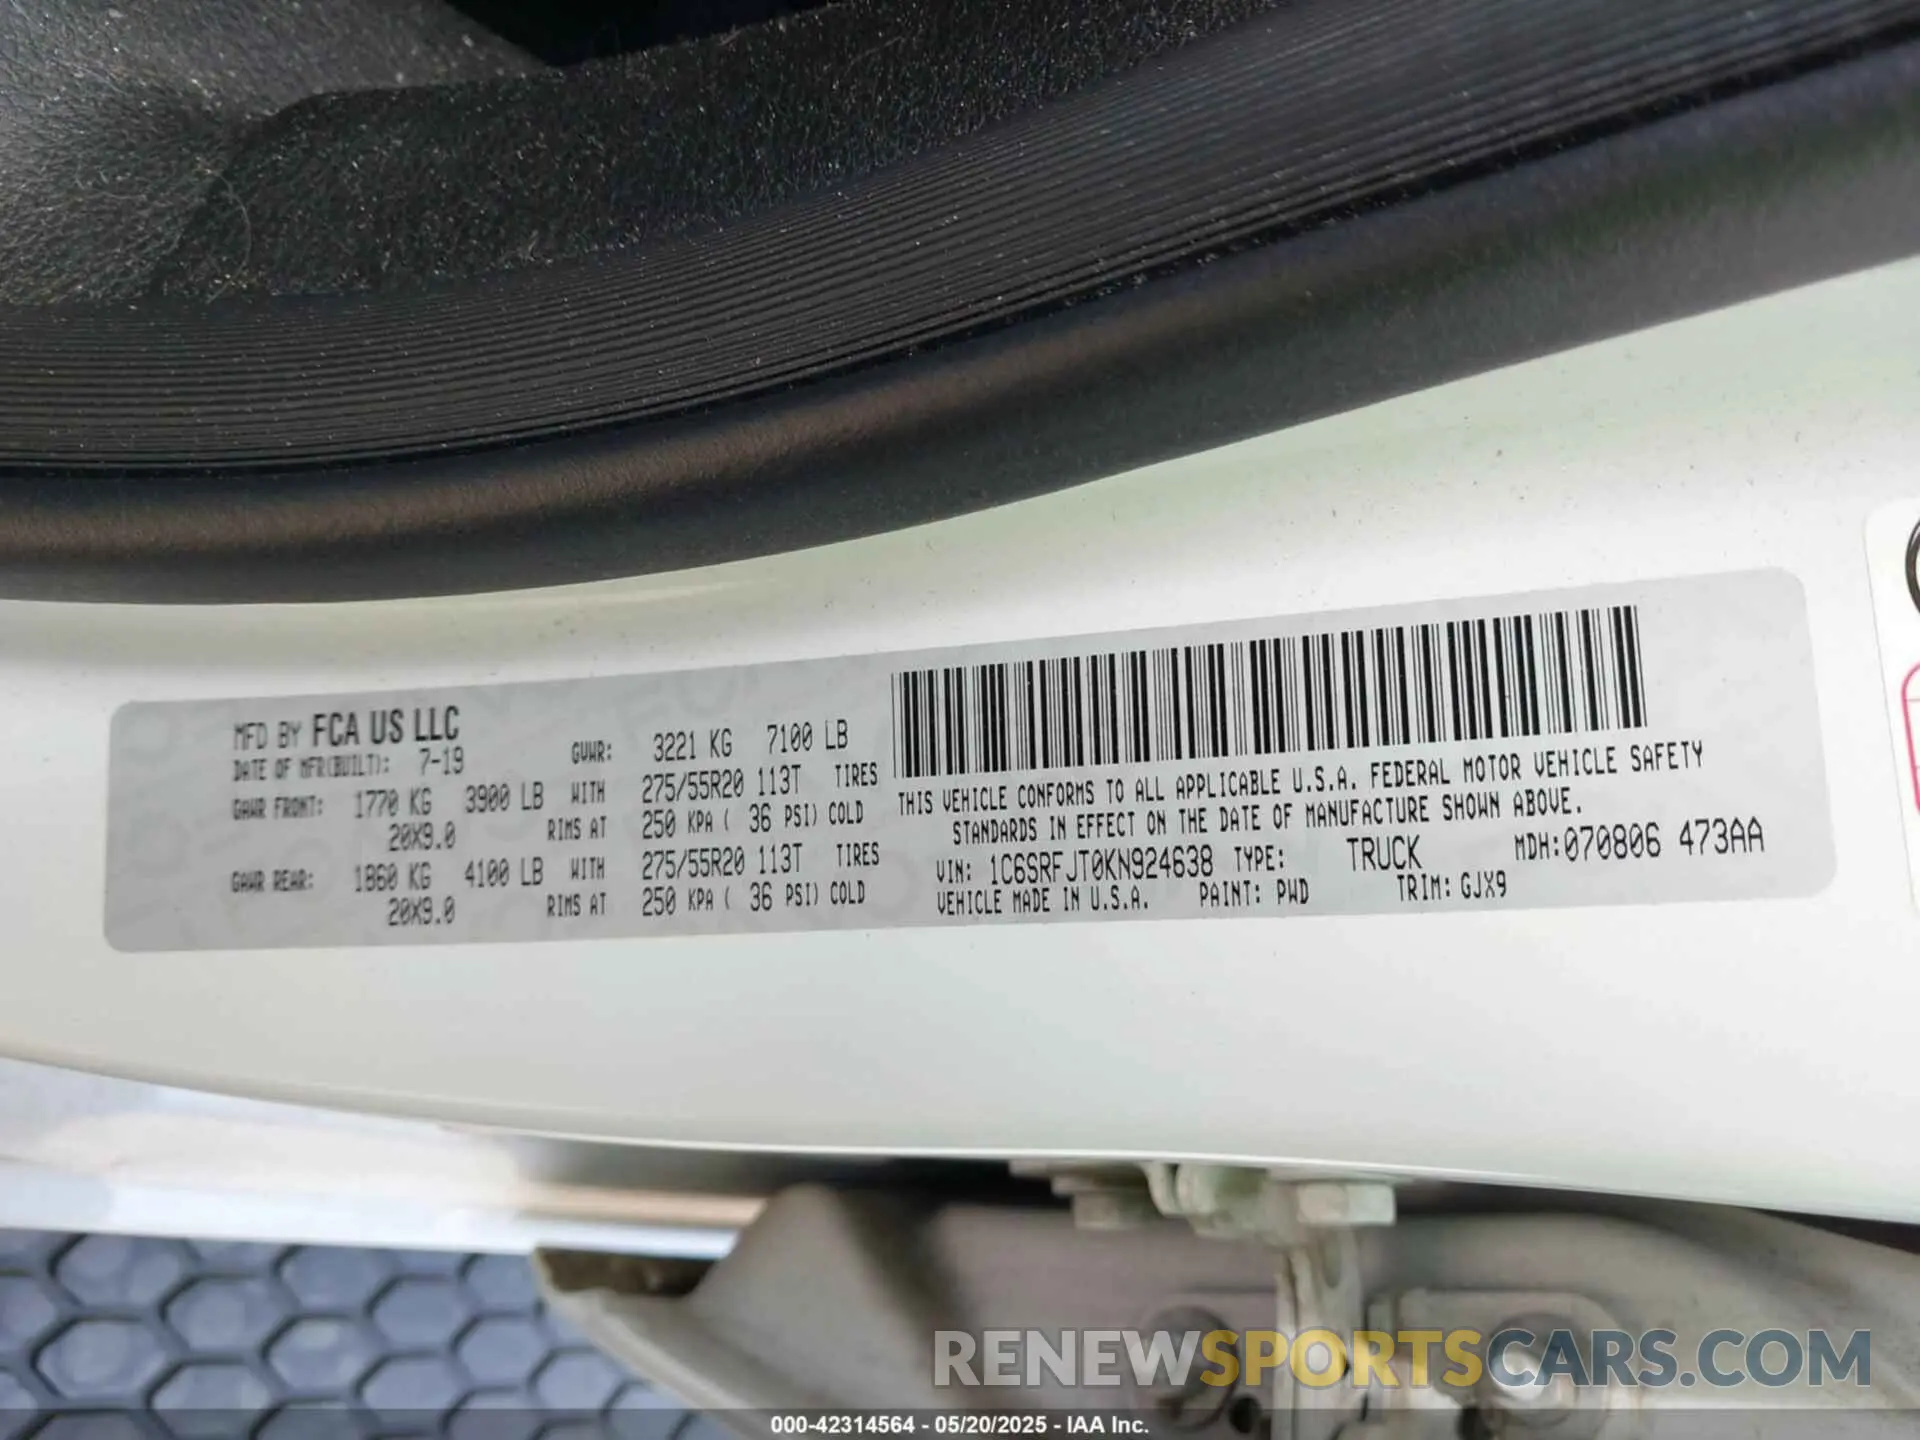 MFD BY FCA US LLC
DATE OF MFR(BUILT): 7-19 GVWR: 3221 KG 7100 LB
GAWR FRONT: 1770 KG 3900 LB WITH 275/55R20 113T TIRES
20X9.0 RIMS AT 250 KPA ( 36 PSI) COLD
GAWR REAR: 1860 KG 4100 LB WITH 275/55R20 113T TIRES
20X9.0 RIMS AT 250 KPA ( 36 PSI) COLD
THIS VEHICLE CONFORMS TO ALL APPLICABLE U.S.A. FEDERAL MOTOR VEHICLE SAFETY
STANDARDS IN EFFECT ON THE DATE OF MANUFACTURE SHOWN ABOVE.
VIN: 1C6SRFJT0KN924638 TYPE: TRUCK MDH:070806 473AA
VEHICLE MADE IN U.S.A. PAINT: PWD TRIM: GJX9
RENEWSPORTSCARS.COM
000-42314564 - 05/20/2025 - IAA Inc.